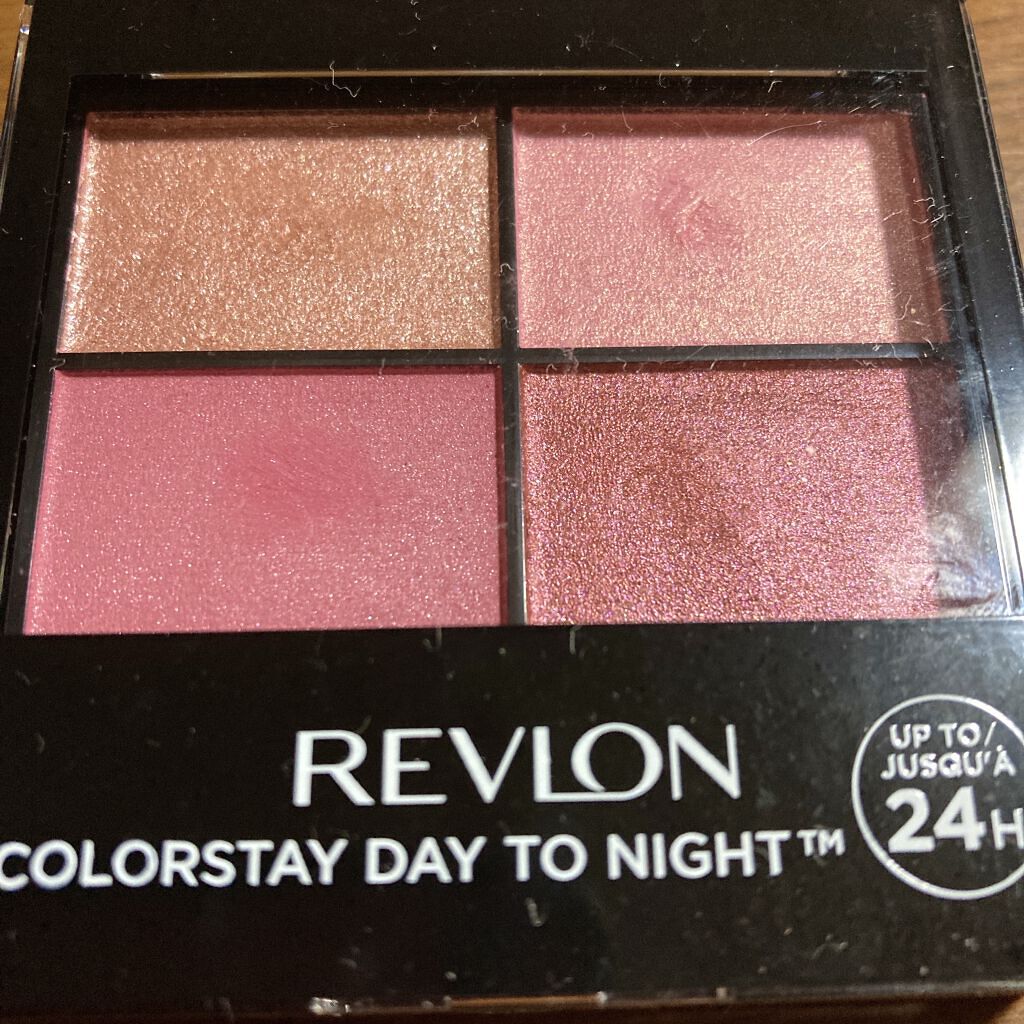 REVLON
COLORSTAY DAY TO NIGHT™
UP TO/
JUSQU'À
24H